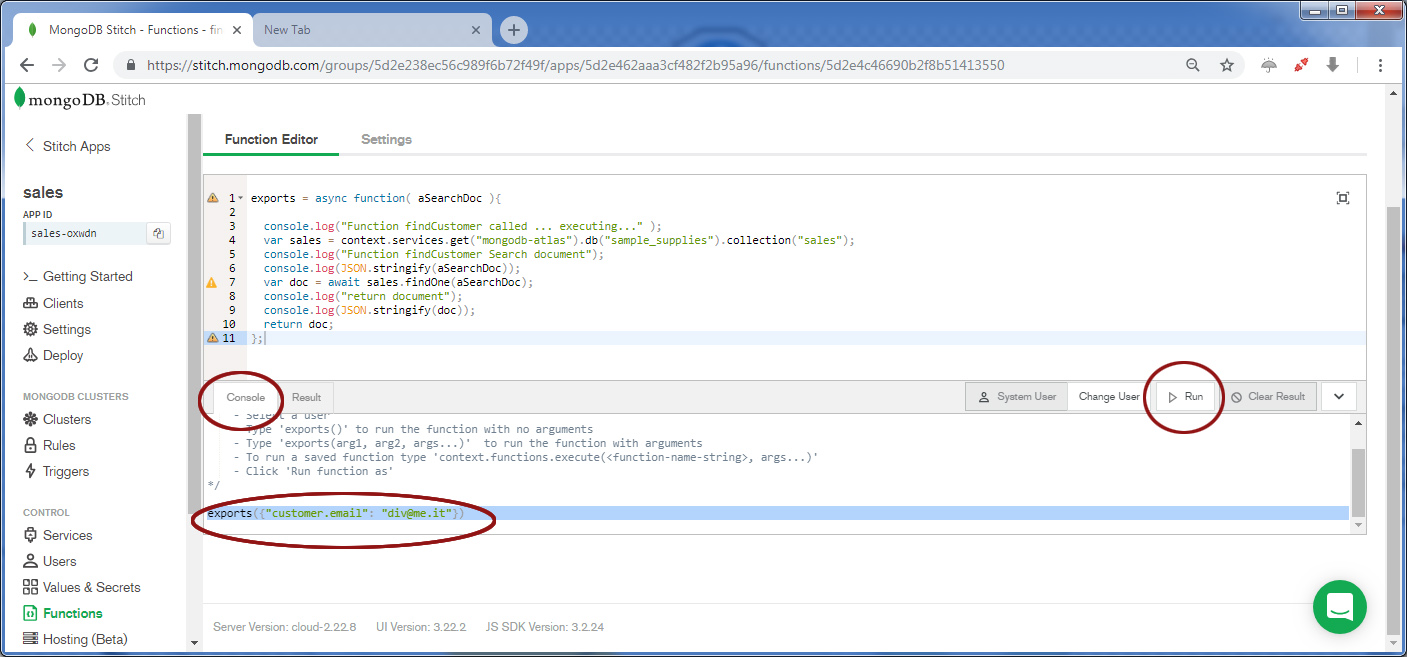 MongoDB Stitch - Functions - fin
New Tab
https://stitch.mongodb.com/groups/5d2e238ec56c989f6b72f49f/apps/5d2e462aaa3cf482f2b95a96/functions/5d2e4c46690b2f8b51413550
mongoDB. Stitch
Stitch Apps
sales
APP ID
sales-oxwdn
>_ Getting Started
Clients
Settings
Deploy
MONGODB CLUSTERS
Clusters
Rules
Triggers
CONTROL
Services
Users
Values & Secrets
Functions
Hosting (Beta)
Function Editor
Settings
1 exports = async function( aSearchDoc ){
2
3 console.log("Function findCustomer called ... executing..." );
4 var sales = context.services.get("mongodb-atlas").db("sample_supplies").collection("sales");
5 console.log("Function findCustomer Search document");
6 console.log(JSON.stringify(aSearchDoc));
7 var doc = await sales.findOne(aSearchDoc);
8 console.log("return document");
9 console.log(JSON.stringify(doc));
10 return doc;
11 };
Console
Result
System User
Change User
Run
Clear Result
- Select a user
- Type 'exports()' to run the function with no arguments
- Type 'exports(arg1, arg2, args...)' to run the function with arguments
- To run a saved function type 'context.functions.execute(<function-name-string>, args...)'
- Click 'Run function as'
*/
exports({"customer.email": "div@me.it"})
Server Version: cloud-2.22.8 UI Version: 3.22.2 JS SDK Version: 3.2.24